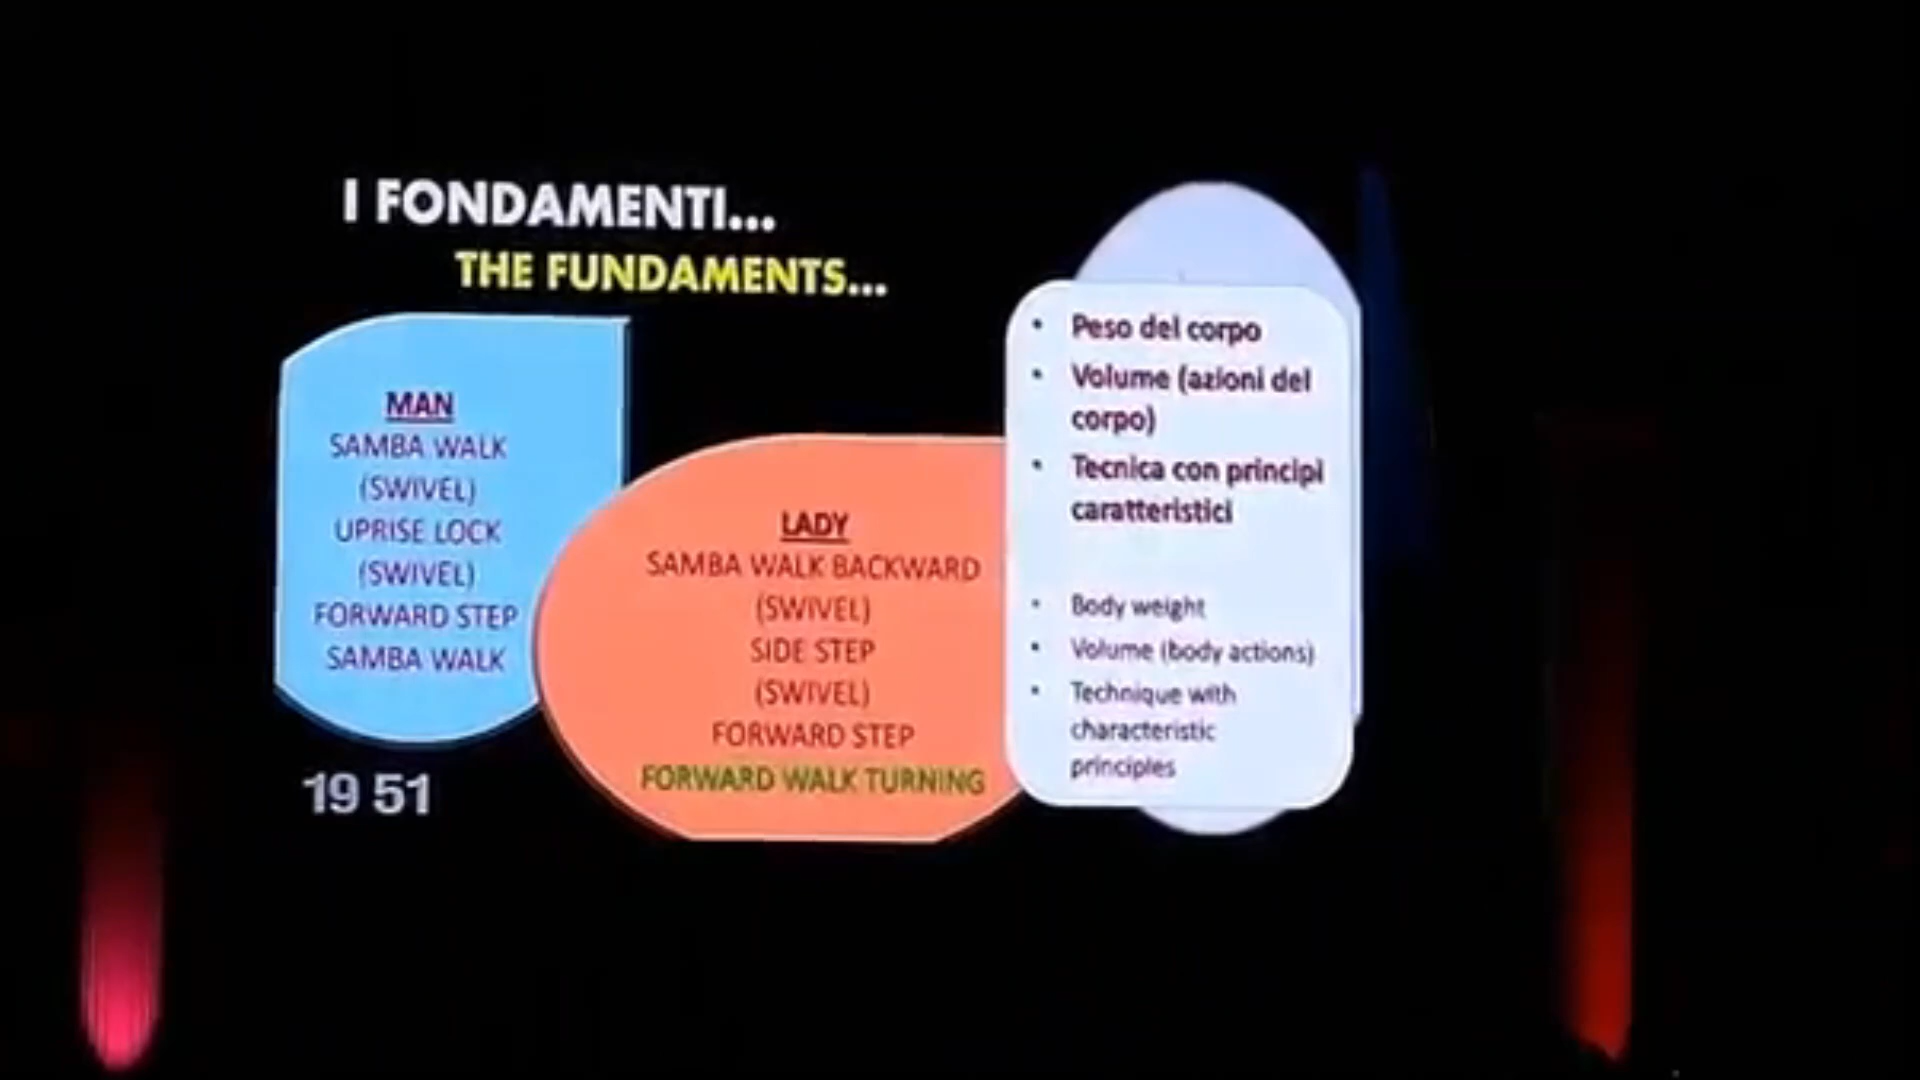 I FONDAMENTI...
THE FUNDAMENTS...
MAN
SAMBA WALK
(SWIVEL)
UPRISE LOCK
(SWIVEL)
FORWARD STEP
SAMBA WALK
19 51
LADY
SAMBA WALK BACKWARD
(SWIVEL)
SIDE STEP
(SWIVEL)
FORWARD STEP
FORWARD WALK TURNING
• Peso del corpo
• Volume (azioni del
corpo)
• Tecnica con principi
caratteristici
• Body weight
• Volume (body actions)
• Technique with
characteristic
principles